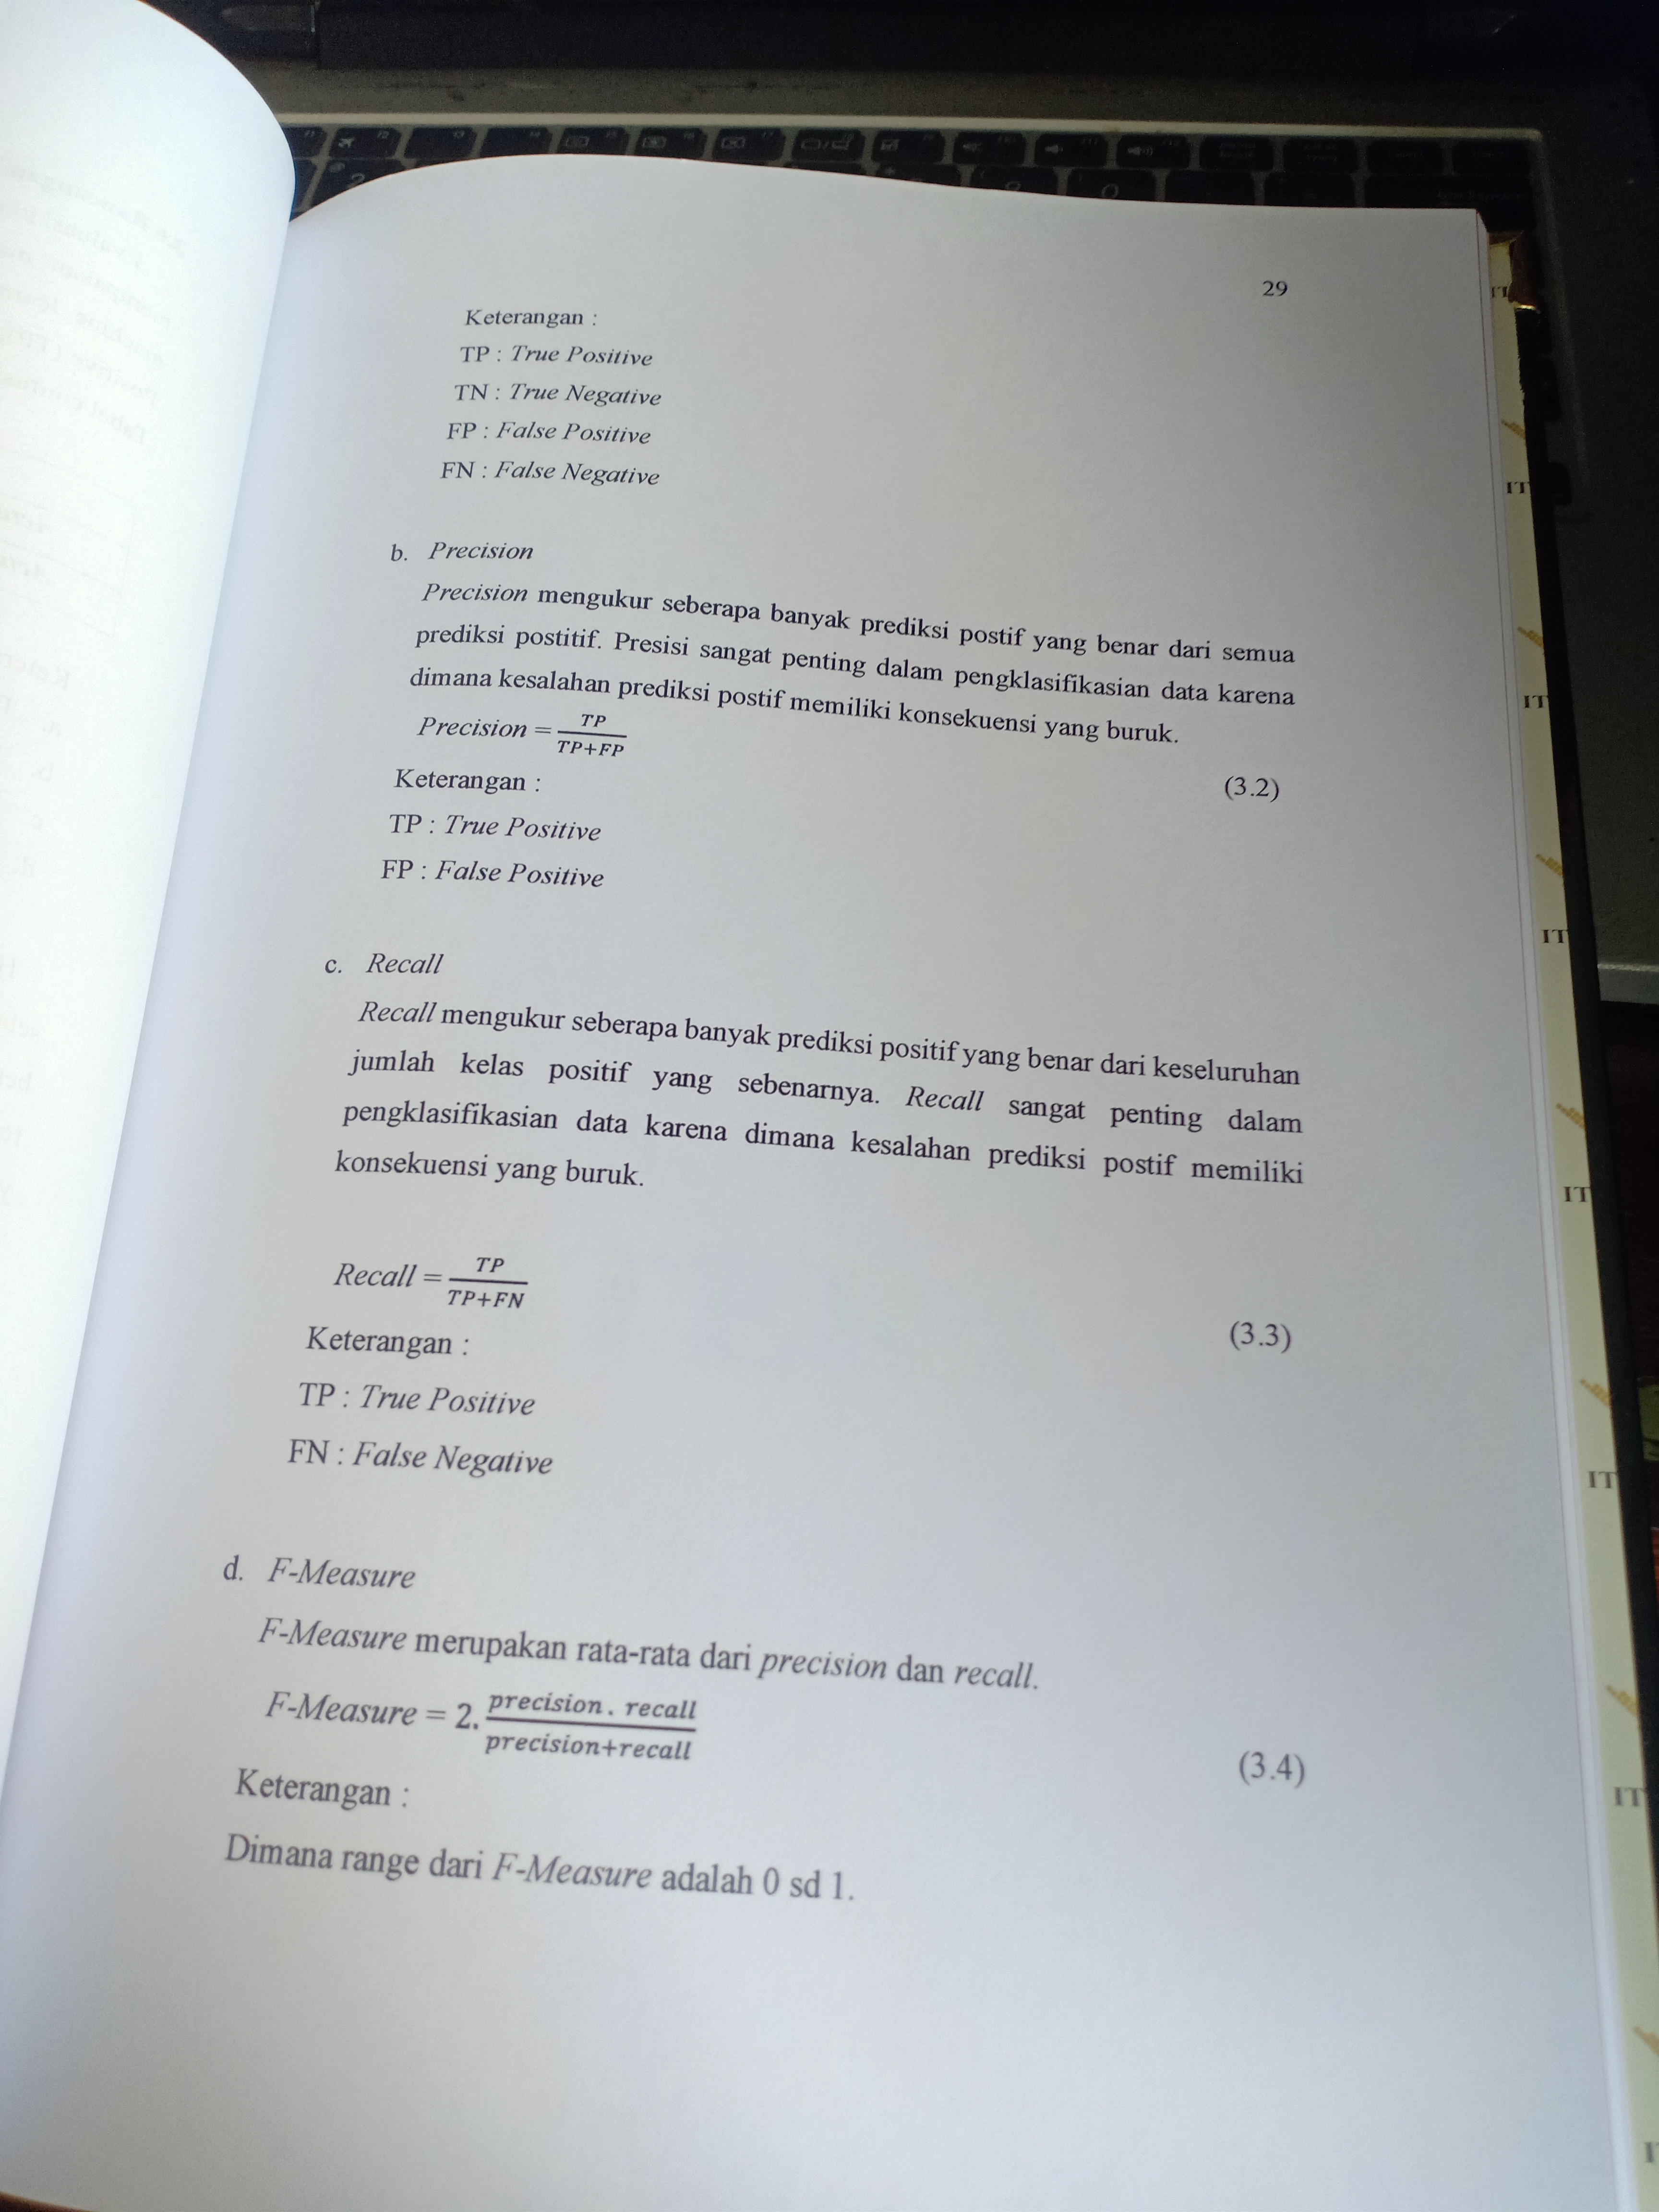 29
Keterangan :
TP : True Positive
TN : True Negative
FP : False Positive
FN : False Negative
b. Precision
Precision mengukur seberapa banyak prediksi postif yang benar dari semua
prediksi postitif. Presisi sangat penting dalam pengklasifikasian data karena
dimana kesalahan prediksi postif memiliki konsekuensi yang buruk.
Precision = TP / TP+FP
(3.2)
Keterangan :
TP : True Positive
FP : False Positive
c. Recall
Recall mengukur seberapa banyak prediksi positif yang benar dari keseluruhan
jumlah kelas positif yang sebenarnya. Recall sangat penting dalam
pengklasifikasian data karena dimana kesalahan prediksi postif memiliki
konsekuensi yang buruk.
Recall = TP / TP+FN
(3.3)
Keterangan :
TP : True Positive
FN : False Negative
d. F-Measure
F-Measure merupakan rata-rata dari precision dan recall.
F-Measure = 2. precision . recall / precision+recall
(3.4)
Keterangan :
Dimana range dari F-Measure adalah 0 sd 1.